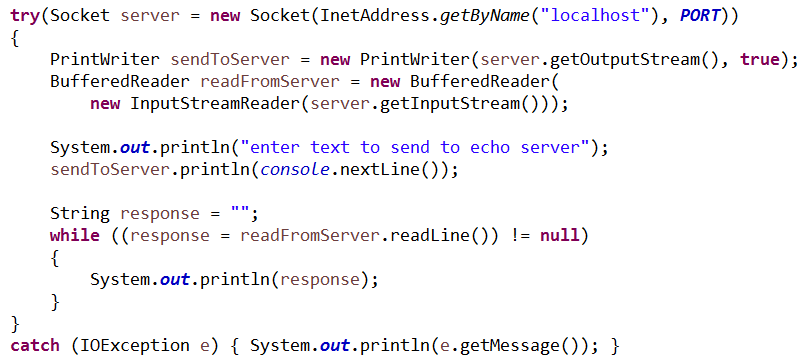 try(Socket server = new Socket(InetAddress.getByName("localhost"), PORT))
{
    PrintWriter sendToServer = new PrintWriter(server.getOutputStream(), true);
    BufferedReader readFromServer = new BufferedReader(
        new InputStreamReader(server.getInputStream()));

    System.out.println("enter text to send to echo server");
    sendToServer.println(console.nextLine());

    String response = "";
    while ((response = readFromServer.readLine()) != null)
    {
        System.out.println(response);
    }
}
catch (IOException e) { System.out.println(e.getMessage()); }